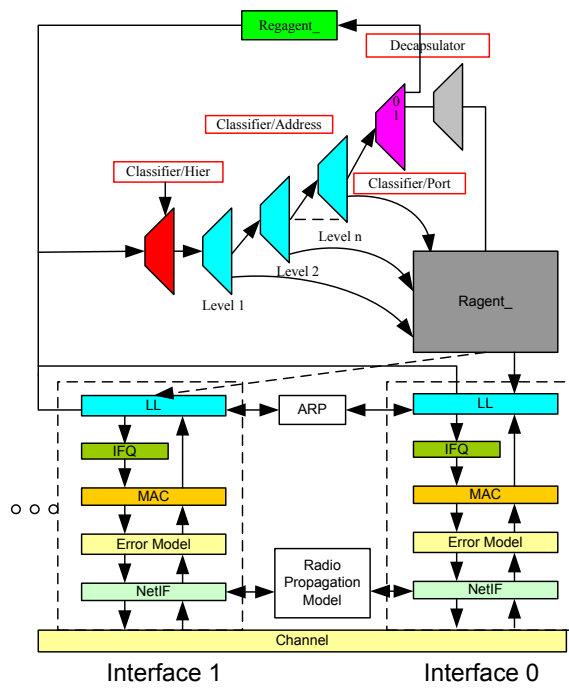 Regagent_
Decapsulator
0
1
Classifier/Address
Classifier/Hier
Classifier/Port
Level n
Level 2
Level 1
Ragent_
LL
ARP
LL
IFQ
IFQ
MAC
MAC
Error Model
Error Model
Radio
Propagation
Model
NetIF
NetIF
Channel
Interface 1
Interface 0